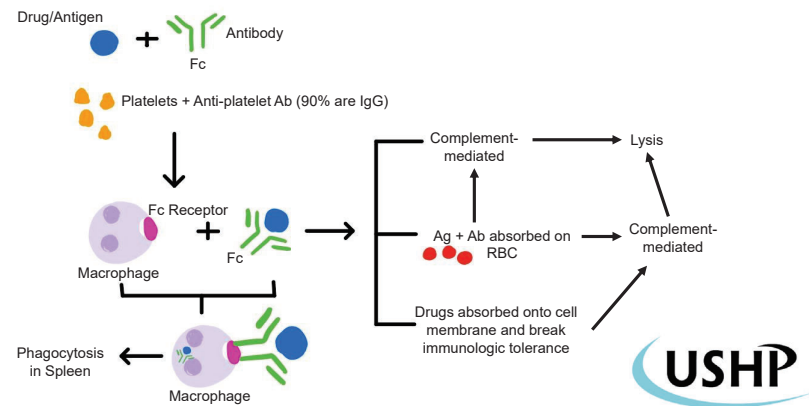 Drug/Antigen
Antibody
Fc
Platelets + Anti-platelet Ab (90% are IgG)
Complement-
mediated
Lysis
Fc Receptor
Fc
Macrophage
Ag + Ab absorbed on
RBC
Complement-
mediated
Drugs absorbed onto cell
membrane and break
immunologic tolerance
Phagocytosis
in Spleen
Macrophage
USHP